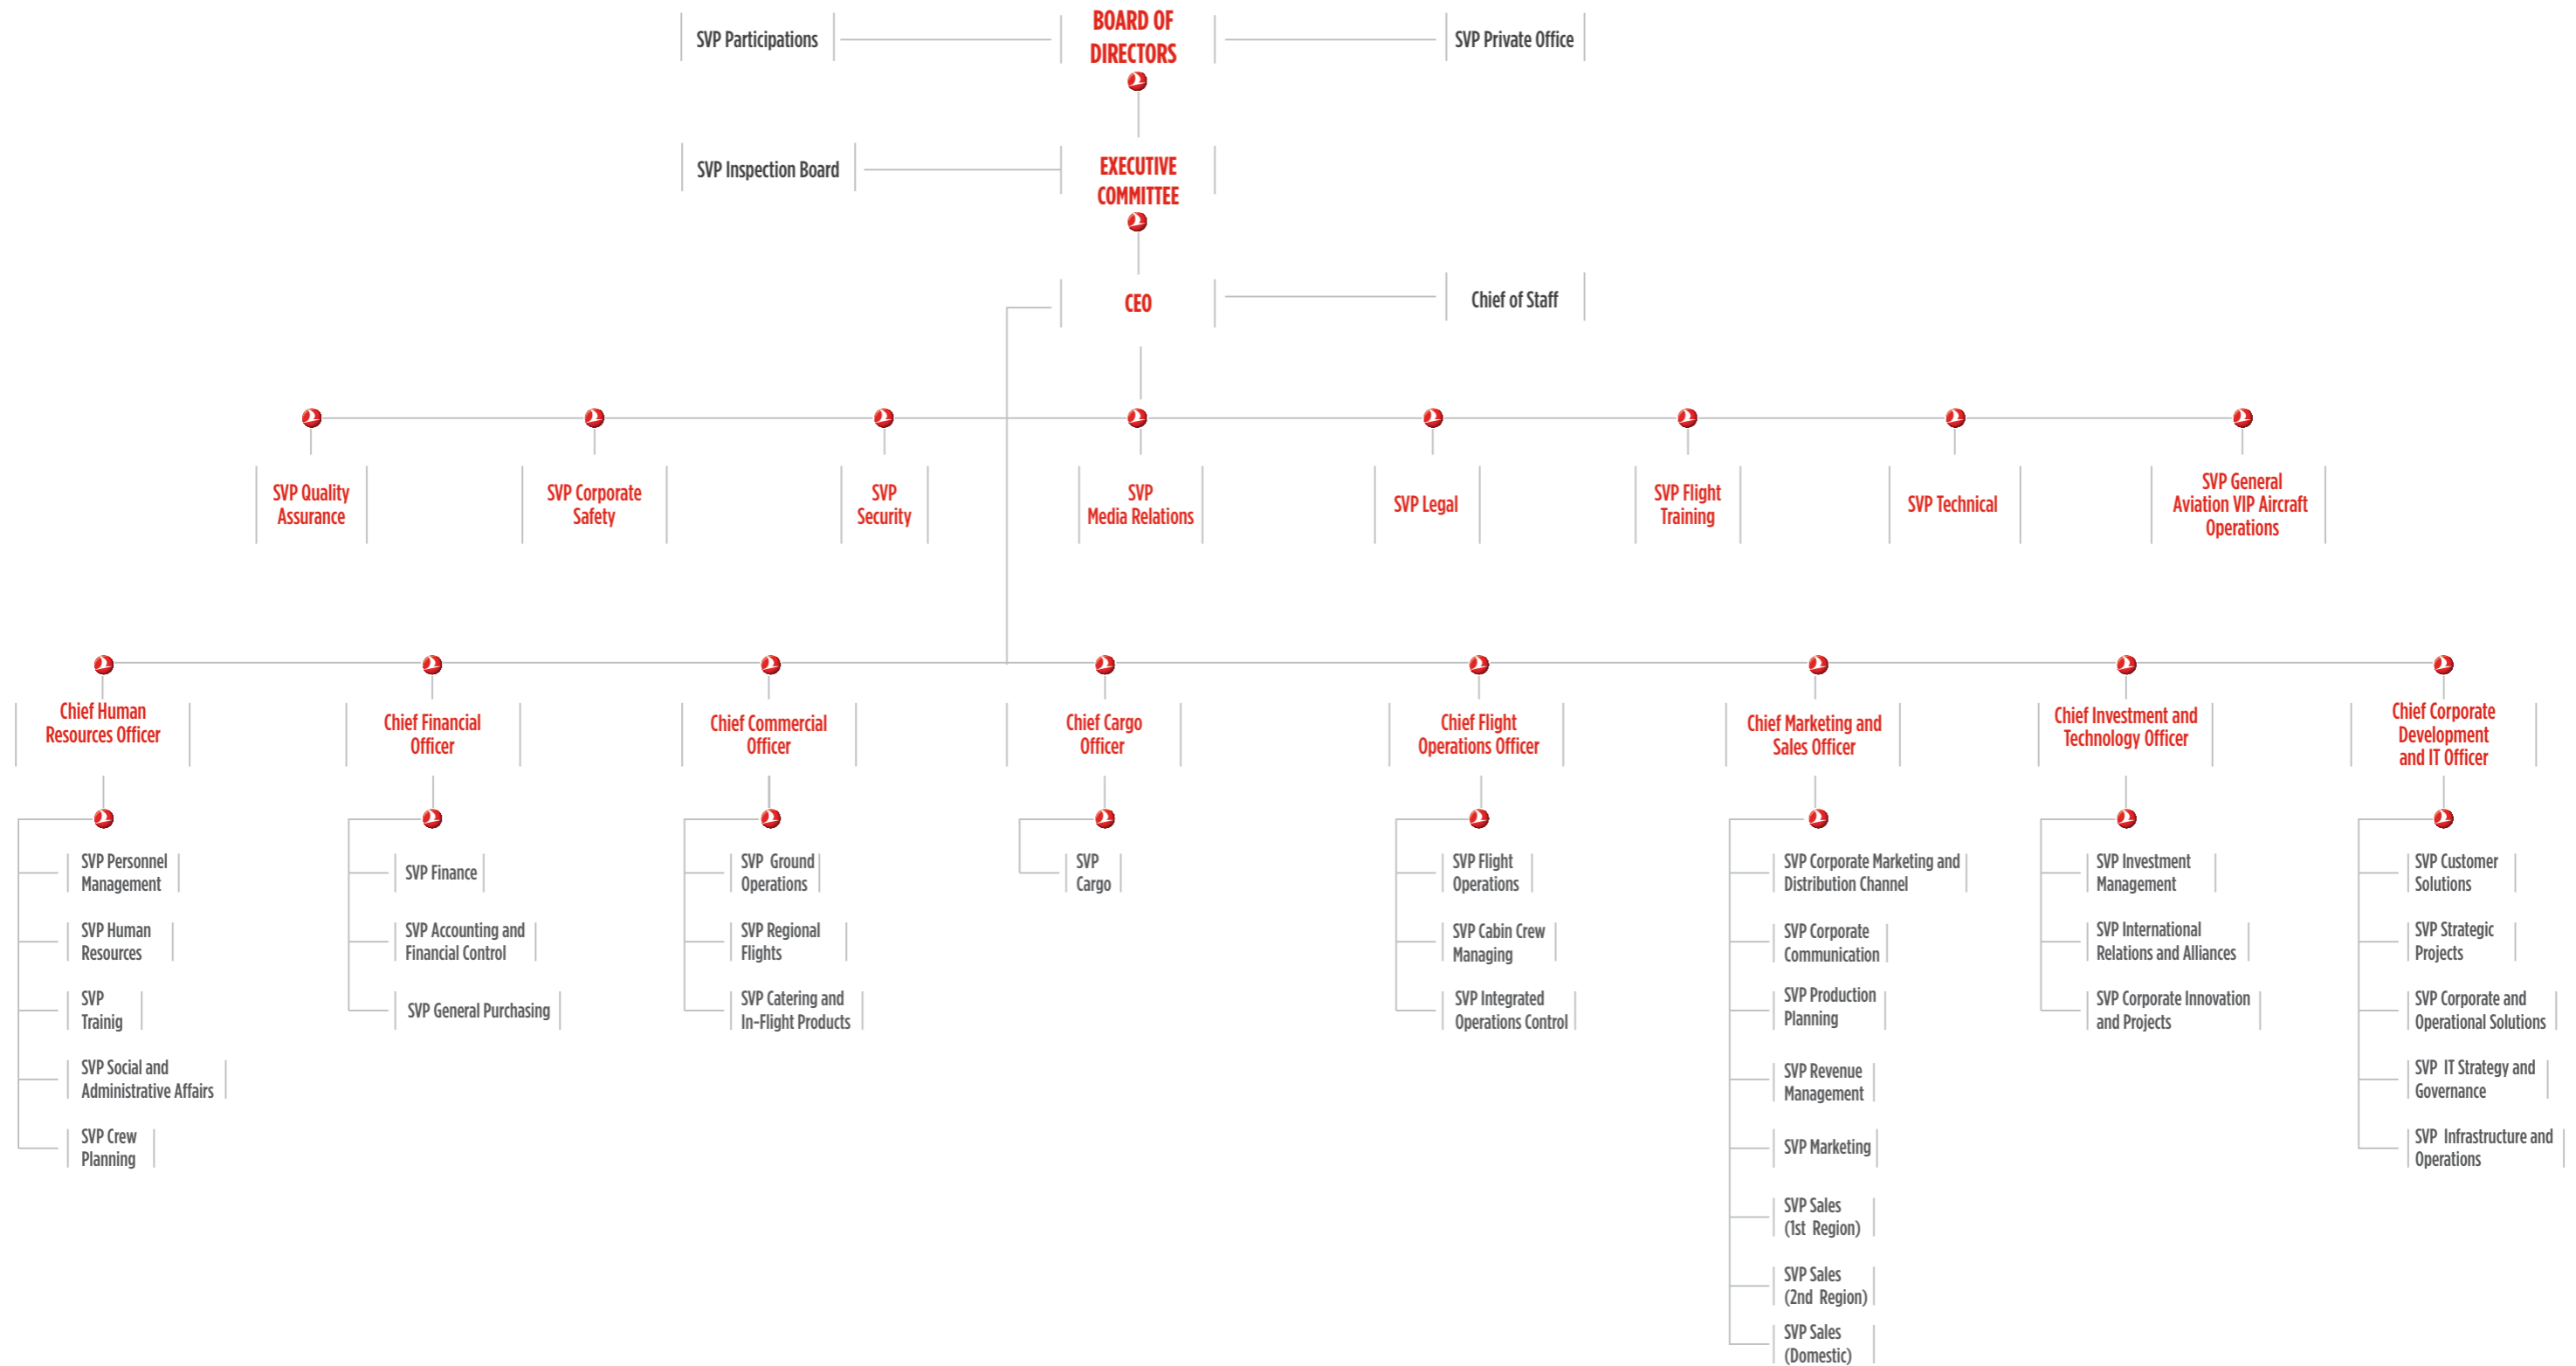 SVP Participations
BOARD OF
DIRECTORS
SVP Private Office
SVP Inspection Board
EXECUTIVE
COMMITTEE
CEO
Chief of Staff
SVP Quality
Assurance
SVP Corporate
Safety
SVP
Security
SVP
Media Relations
SVP Legal
SVP Flight
Training
SVP Technical
SVP General
Aviation VIP Aircraft
Operations
Chief Human
Resources Officer
Chief Financial
Officer
Chief Commercial
Officer
Chief Cargo
Officer
Chief Flight
Operations Officer
Chief Marketing and
Sales Officer
Chief Investment and
Technology Officer
Chief Corporate
Development
and IT Officer
SVP Personnel
Management
SVP Human
Resources
SVP
Trainig
SVP Social and
Administrative Affairs
SVP Crew
Planning
SVP Finance
SVP Accounting and
Financial Control
SVP General Purchasing
SVP Ground
Operations
SVP Regional
Flights
SVP Catering and
In-Flight Products
SVP
Cargo
SVP Flight
Operations
SVP Cabin Crew
Managing
SVP Integrated
Operations Control
SVP Corporate Marketing and
Distribution Channel
SVP Corporate
Communication
SVP Production
Planning
SVP Revenue
Management
SVP Marketing
SVP Sales
(1st Region)
SVP Sales
(2nd Region)
SVP Sales
(Domestic)
SVP Investment
Management
SVP International
Relations and Alliances
SVP Corporate Innovation
and Projects
SVP Customer
Solutions
SVP Strategic
Projects
SVP Corporate and
Operational Solutions
SVP IT Strategy and
Governance
SVP Infrastructure and
Operations